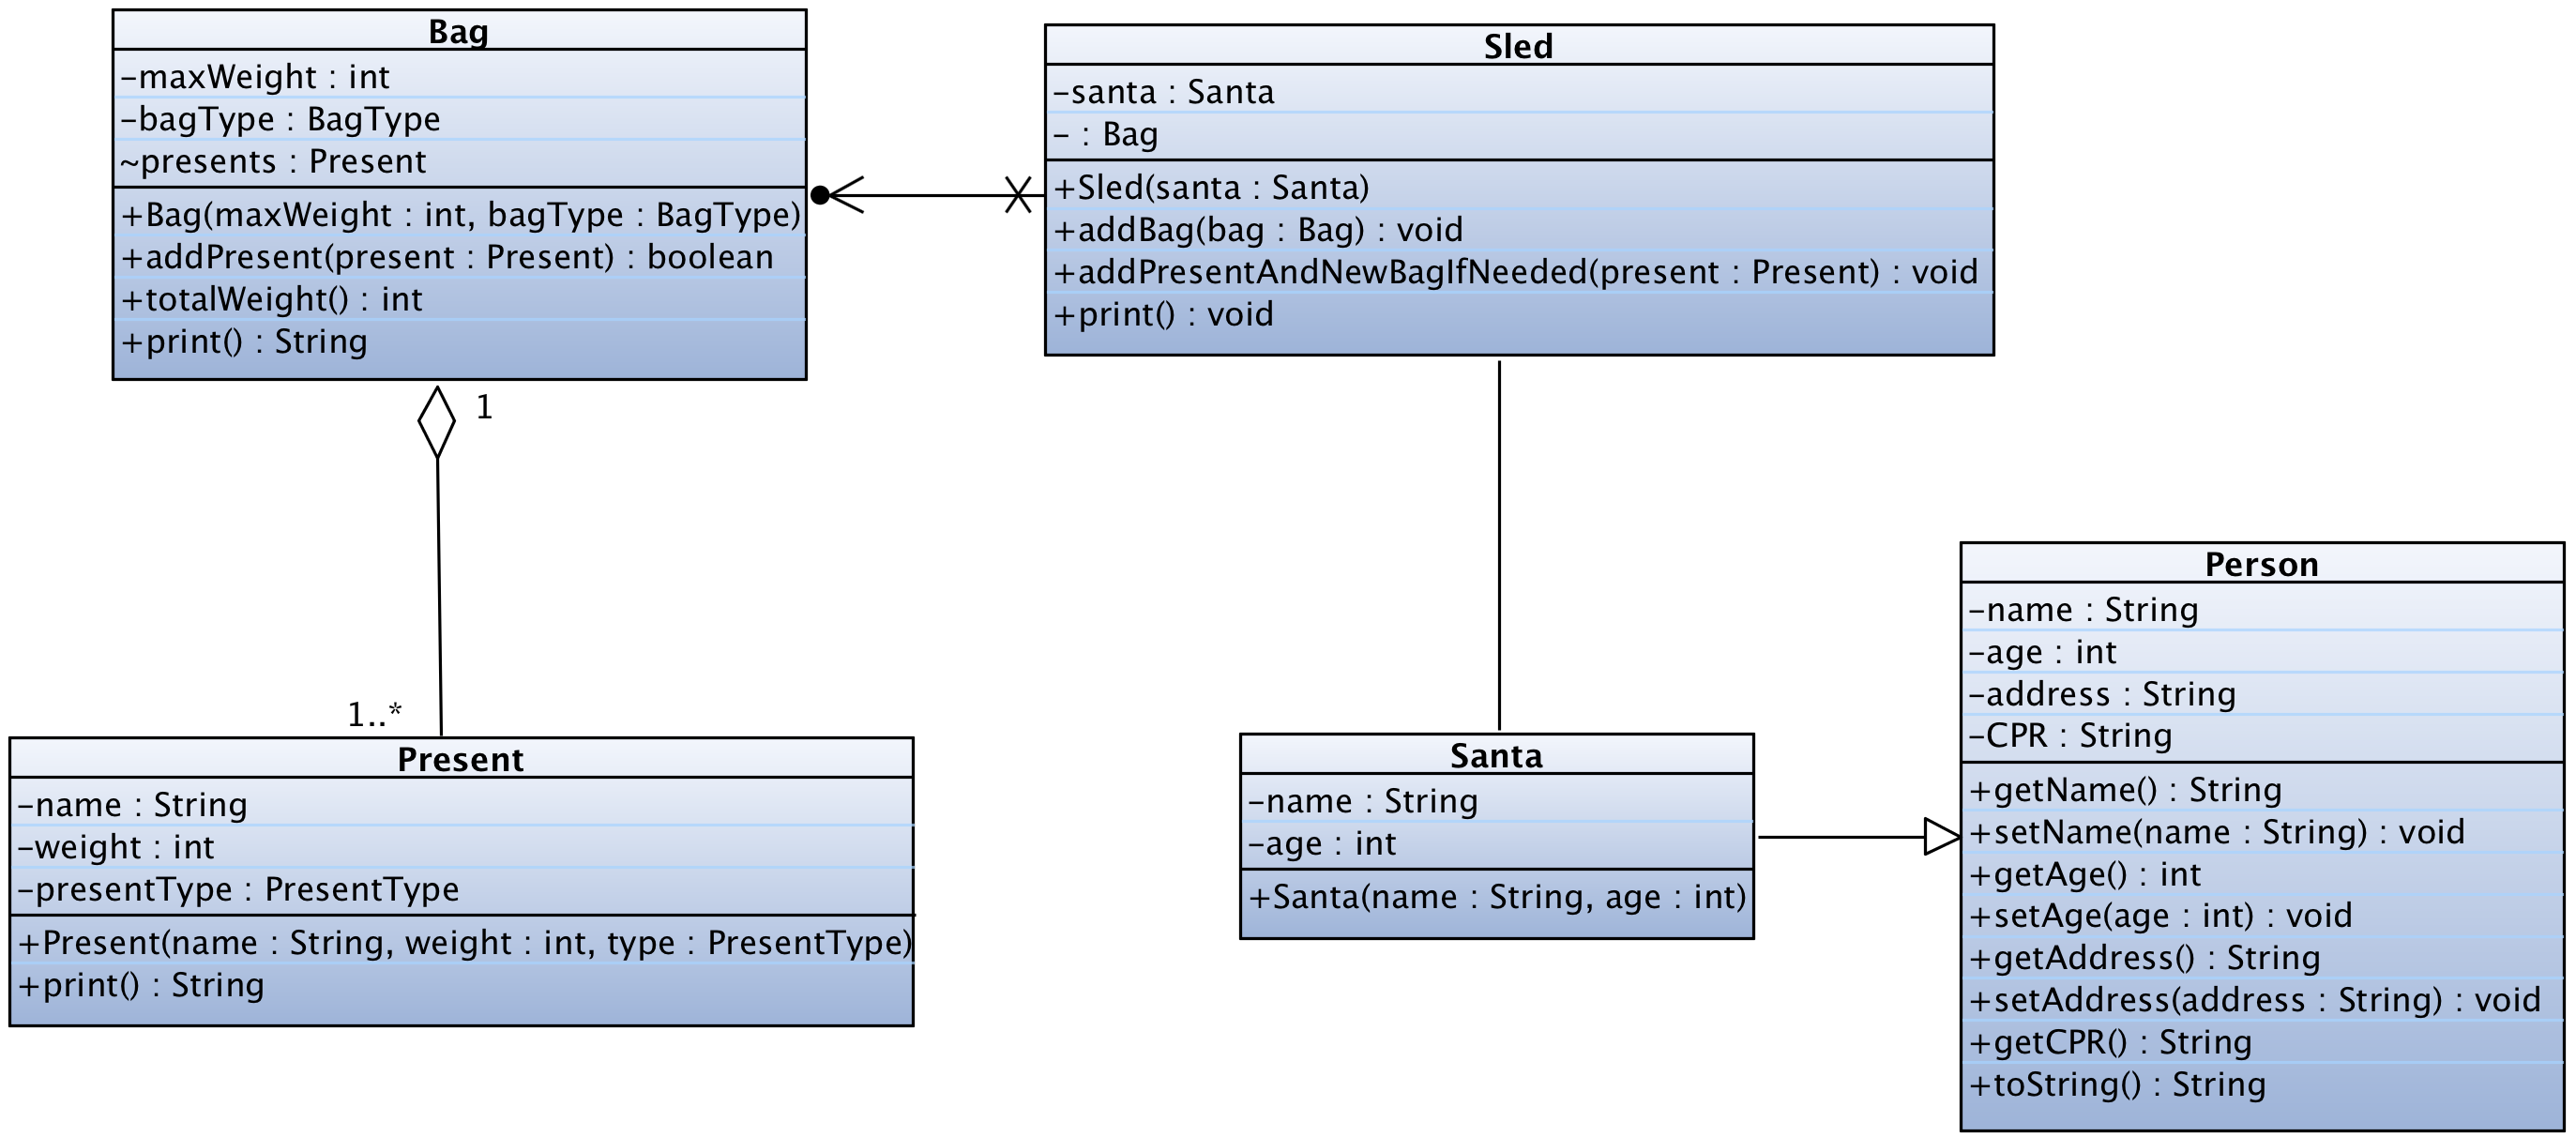 Bag
-maxWeight : int
-bagType : BagType
~presents : Present
+Bag(maxWeight : int, bagType : BagType)
+addPresent(present : Present) : boolean
+totalWeight() : int
+print() : String
Sled
-santa : Santa
- : Bag
+Sled(santa : Santa)
+addBag(bag : Bag) : void
+addPresentAndNewBagIfNeeded(present : Present) : void
+print() : void
1
1..*
Present
-name : String
-weight : int
-presentType : PresentType
+Present(name : String, weight : int, type : PresentType)
+print() : String
Santa
-name : String
-age : int
+Santa(name : String, age : int)
Person
-name : String
-age : int
-address : String
-CPR : String
+getName() : String
+setName(name : String) : void
+getAge() : int
+setAge(age : int) : void
+getAddress() : String
+setAddress(address : String) : void
+getCPR() : String
+toString() : String